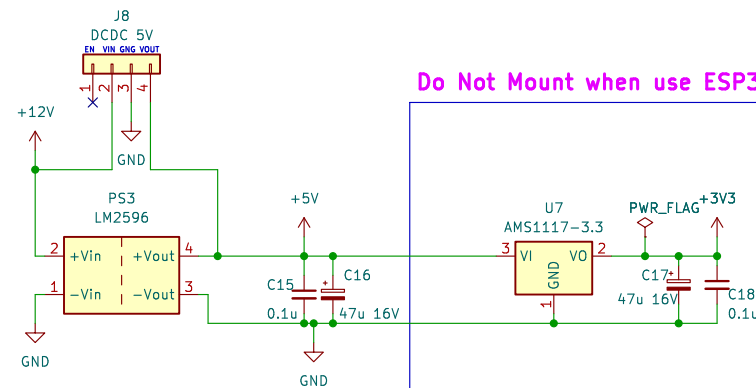 J8
DCDC 5V
EN VIN GNG VOUT
1 2 3 4
Do Not Mount when use ESP3
+12V
GND
PS3
LM2596
+5V
U7
AMS1117-3.3
PWR_FLAG
+3V3
2 +Vin +Vout 4
1 -Vin -Vout 3
3 VI VO 2
GND
1
C15
0.1u
C16
47u 16V
C17
47u 16V
C18
0.1u
GND
GND